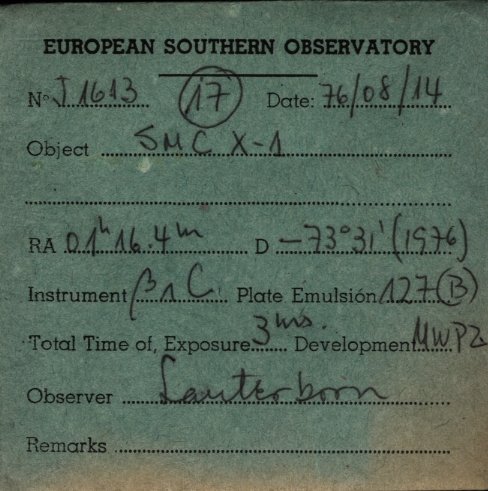 EUROPEAN SOUTHERN OBSERVATORY
No J 1613 17 Date: 76/08/14
Object SMC X-1
RA 01h 16.4m D -73°31' (1976)
Instrument β 1 C. Plate Emulsión 127(B)
Total Time of, Exposure 3 hrs. Development MWP2
Observer Lauterborn
Remarks